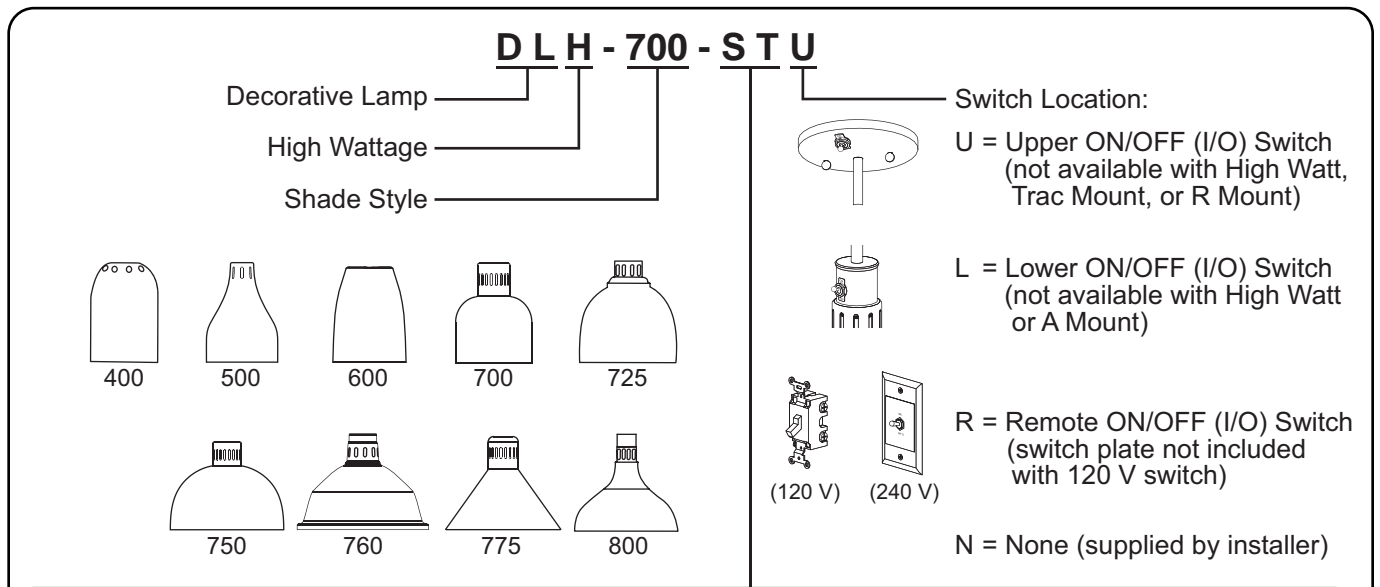 D L H - 700 - S T U
Decorative Lamp
High Wattage
Shade Style
400
500
600
700
725
750
760
775
800
Switch Location:
U = Upper ON/OFF (I/O) Switch
(not available with High Watt,
Trac Mount, or R Mount)
L = Lower ON/OFF (I/O) Switch
(not available with High Watt
or A Mount)
(120 V)
(240 V)
R = Remote ON/OFF (I/O) Switch
(switch plate not included
with 120 V switch)
N = None (supplied by installer)